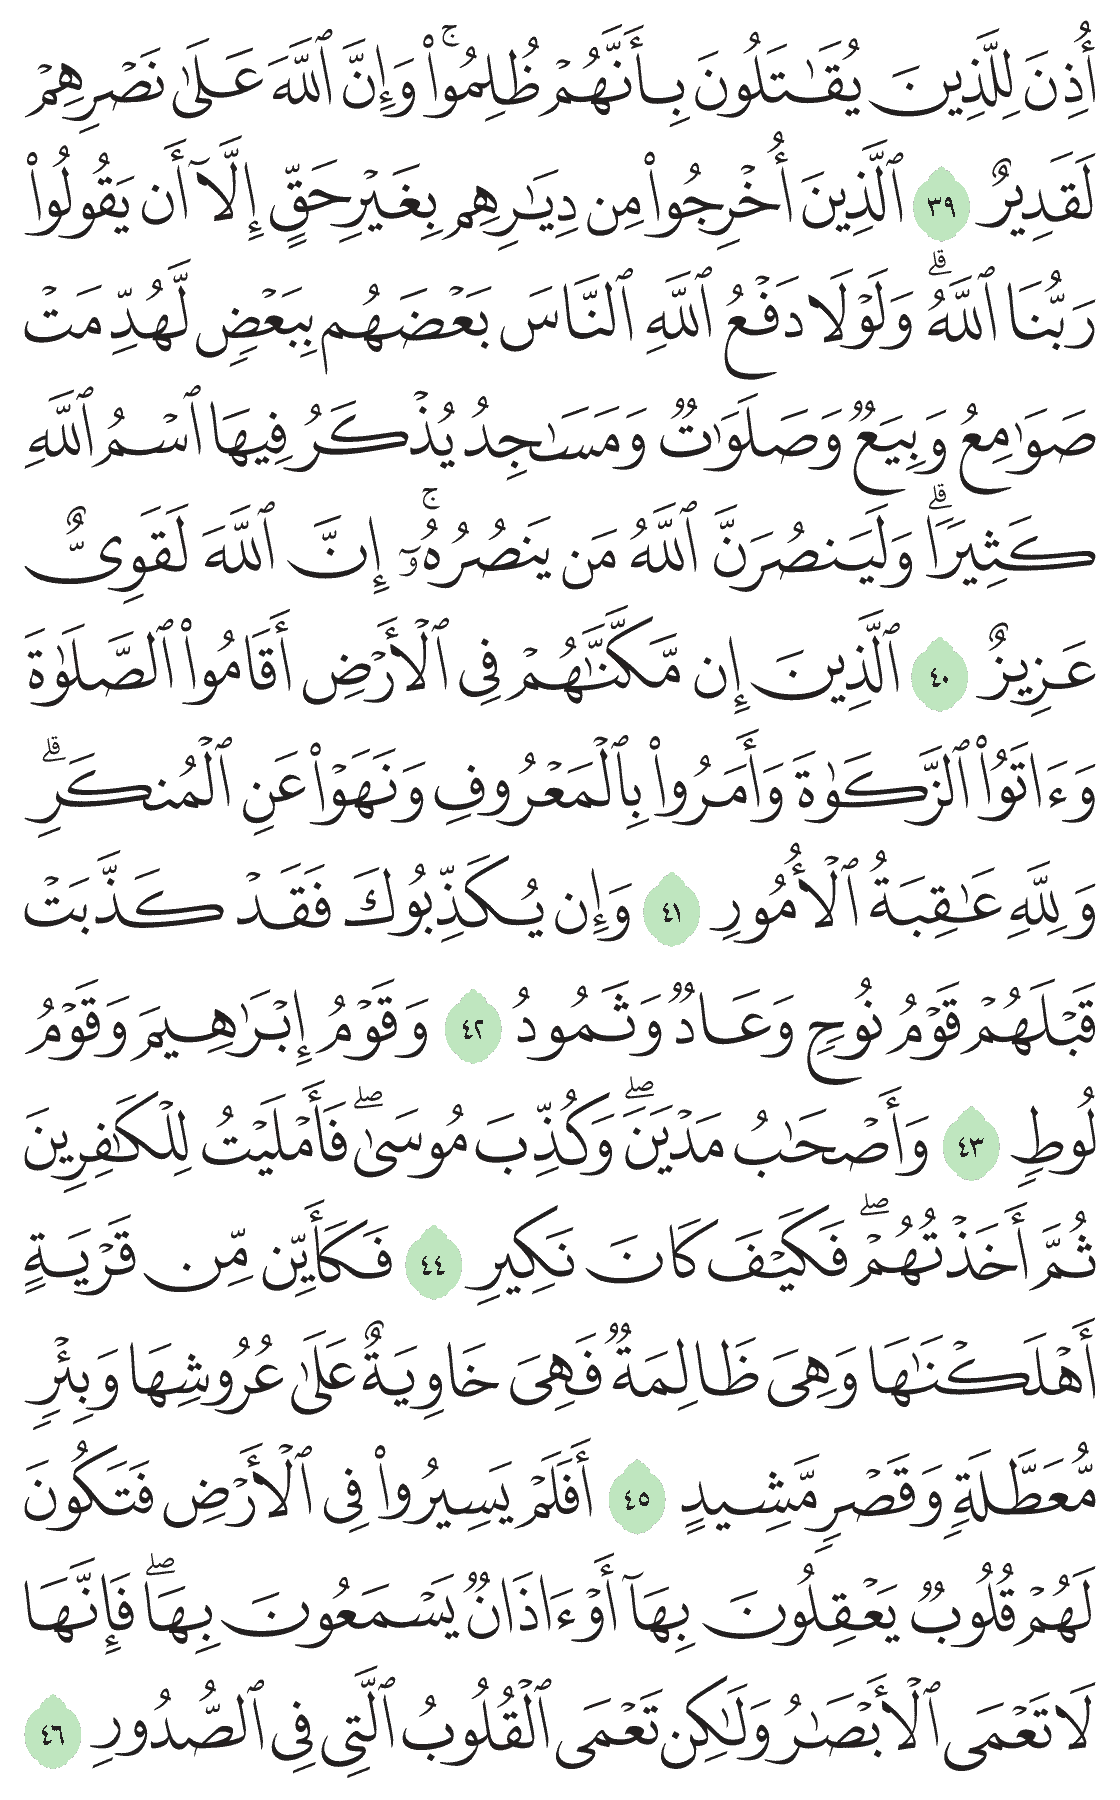 أُذِنَ لِلَّذِينَ يُقَـٰتَلُونَ بِأَنَّهُمْ ظُلِمُوا۟ ۚ وَإِنَّ ٱللَّهَ عَلَىٰ نَصْرِهِمْ
لَقَدِيرٌ ٣٩ ٱلَّذِينَ أُخْرِجُوا۟ مِن دِيَـٰرِهِم بِغَيْرِ حَقٍّ إِلَّآ أَن يَقُولُوا۟
رَبُّنَا ٱللَّهُ ۗ وَلَوْلَا دَفْعُ ٱللَّهِ ٱلنَّاسَ بَعْضَهُم بِبَعْضٍ لَّهُدِّمَتْ
صَوَٰمِعُ وَبِيَعٌ وَصَلَوَٰتٌ وَمَسَـٰجِدُ يُذْكَرُ فِيهَا ٱسْمُ ٱللَّهِ
كَثِيرًا ۗ وَلَيَنصُرَنَّ ٱللَّهُ مَن يَنصُرُهُۥٓ ۚ إِنَّ ٱللَّهَ لَقَوِىٌّ
عَزِيزٌ ٤٠ ٱلَّذِينَ إِن مَّكَّنَّـٰهُمْ فِى ٱلْأَرْضِ أَقَامُوا۟ ٱلصَّلَوٰةَ
وَءَاتَوُا۟ ٱلزَّكَوٰةَ وَأَمَرُوا۟ بِٱلْمَعْرُوفِ وَنَهَوْا۟ عَنِ ٱلْمُنكَرِ ۗ
وَلِلَّهِ عَـٰقِبَةُ ٱلْأُمُورِ ٤١ وَإِن يُكَذِّبُوكَ فَقَدْ كَذَّبَتْ
قَبْلَهُمْ قَوْمُ نُوحٍ وَعَادٌ وَثَمُودُ ٤٢ وَقَوْمُ إِبْرَٰهِيمَ وَقَوْمُ
لُوطٍ ٤٣ وَأَصْحَـٰبُ مَدْيَنَ ۖ وَكُذِّبَ مُوسَىٰ ۖ فَأَمْلَيْتُ لِلْكَـٰفِرِينَ
ثُمَّ أَخَذْتُهُمْ ۖ فَكَيْفَ كَانَ نَكِيرِ ٤٤ فَكَأَيِّن مِّن قَرْيَةٍ
أَهْلَكْنَـٰهَا وَهِىَ ظَالِمَةٌ فَهِىَ خَاوِيَةٌ عَلَىٰ عُرُوشِهَا وَبِئْرٍ
مُّعَطَّلَةٍ وَقَصْرٍ مَّشِيدٍ ٤٥ أَفَلَمْ يَسِيرُوا۟ فِى ٱلْأَرْضِ فَتَكُونَ
لَهُمْ قُلُوبٌ يَعْقِلُونَ بِهَآ أَوْ ءَاذَانٌ يَسْمَعُونَ بِهَا ۖ فَإِنَّهَا
لَا تَعْمَى ٱلْأَبْصَـٰرُ وَلَـٰكِن تَعْمَى ٱلْقُلُوبُ ٱلَّتِى فِى ٱلصُّدُورِ ٤٦